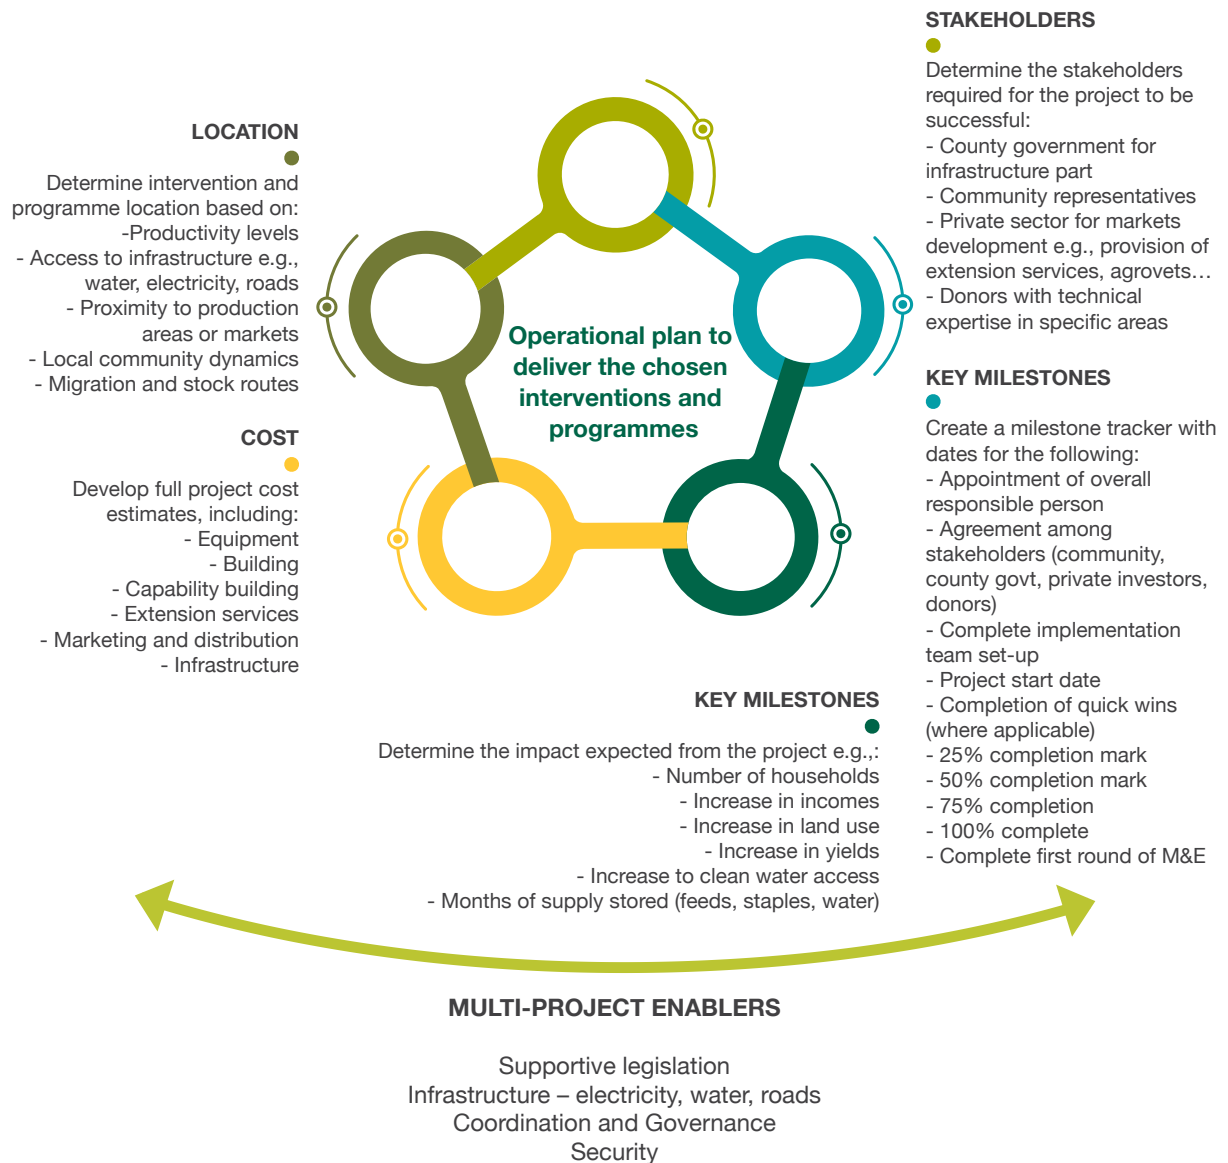 STAKEHOLDERS
Determine the stakeholders
required for the project to be
successful:
- County government for
infrastructure part
- Community representatives
- Private sector for markets
development e.g., provision of
extension services, agrovets…
- Donors with technical
expertise in specific areas
LOCATION
Determine intervention and
programme location based on:
-Productivity levels
- Access to infrastructure e.g.,
water, electricity, roads
- Proximity to production
areas or markets
- Local community dynamics
- Migration and stock routes
Operational plan to
deliver the chosen
interventions and
programmes
KEY MILESTONES
Create a milestone tracker with
dates for the following:
- Appointment of overall
responsible person
- Agreement among
stakeholders (community,
county govt, private investors,
donors)
- Complete implementation
team set-up
- Project start date
- Completion of quick wins
(where applicable)
- 25% completion mark
- 50% completion mark
- 75% completion
- 100% complete
- Complete first round of M&E
COST
Develop full project cost
estimates, including:
- Equipment
- Building
- Capability building
- Extension services
- Marketing and distribution
- Infrastructure
KEY MILESTONES
Determine the impact expected from the project e.g.,:
- Number of households
- Increase in incomes
- Increase in land use
- Increase in yields
- Increase to clean water access
- Months of supply stored (feeds, staples, water)
MULTI-PROJECT ENABLERS
Supportive legislation
Infrastructure – electricity, water, roads
Coordination and Governance
Security